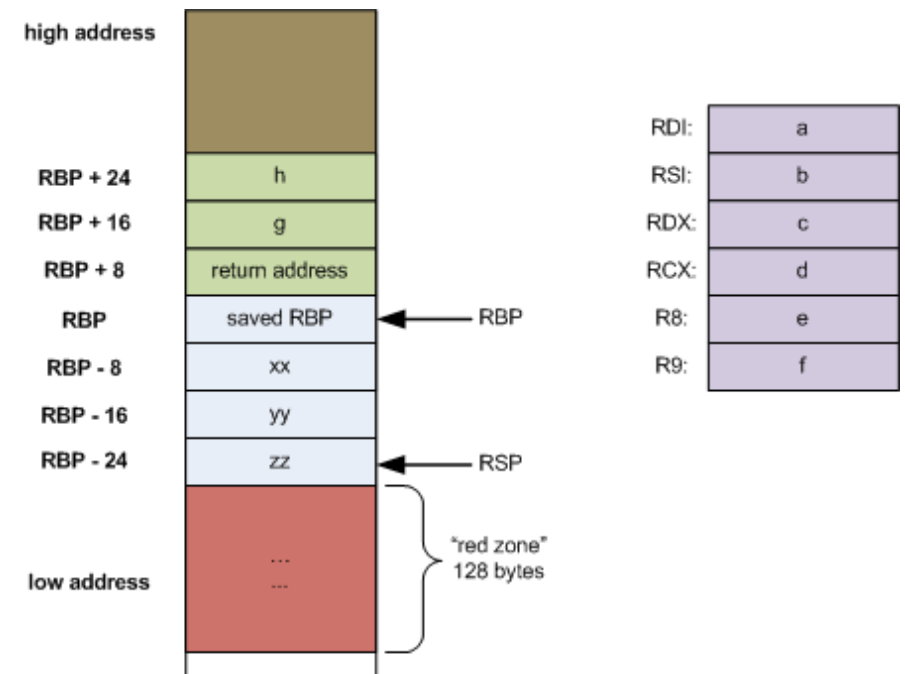 high address
RDI: a
RBP + 24 h RSI: b
RBP + 16 g RDX: c
RBP + 8 return address RCX: d
RBP saved RBP RBP R8: e
RBP - 8 xx R9: f
RBP - 16 yy
RBP - 24 zz RSP
"red zone"
128 bytes
...
...
low address